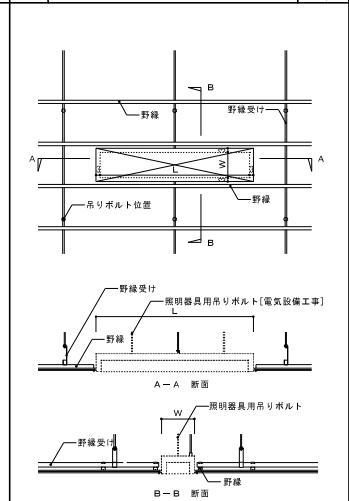 B
野縁
野縁受け
A
A
L
W
吊りボルト位置
野縁
B
野縁受け
照明器具用吊りボルト[電気設備工事]
L
野縁
A-A 断面
W
照明器具用吊りボルト
野縁受け
野縁
B-B 断面